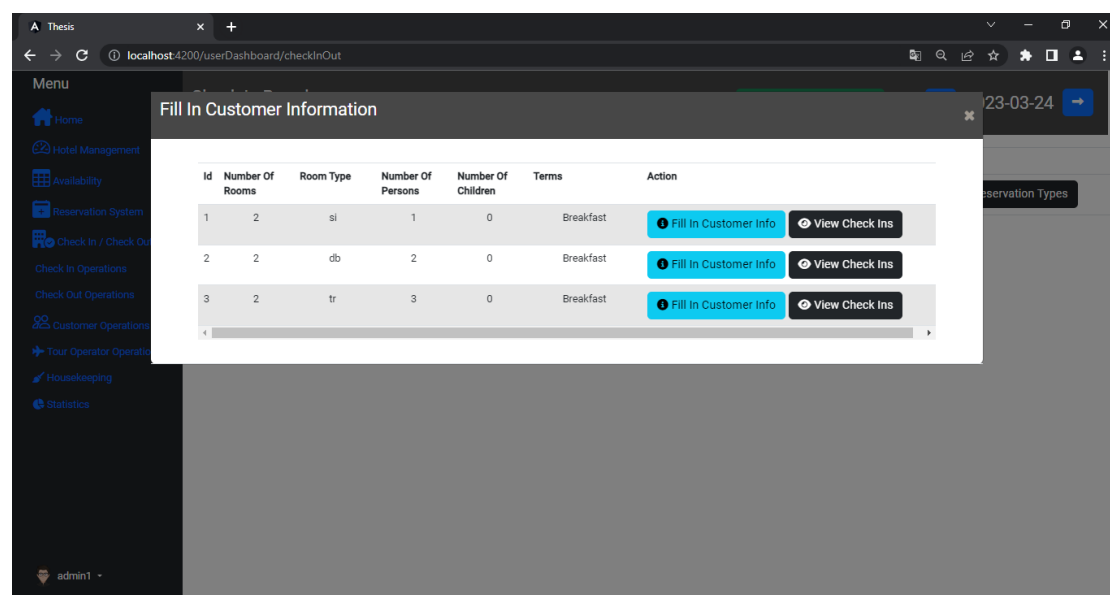 Thesis
localhost:4200/userDashboard/checkInOut
Menu
Home
Hotel Management
Availability
Reservation System
Check In / Check Ou
Check In Operations
Check Out Operations
Customer Operations
Tour Operator Operatio
Housekeeping
Statistics
admin1
023-03-24
eservation Types
Fill In Customer Information
Id Number Of Rooms Room Type Number Of Persons Number Of Children Terms Action
1 2 si 1 0 Breakfast Fill In Customer Info View Check Ins
2 2 db 2 0 Breakfast Fill In Customer Info View Check Ins
3 2 tr 3 0 Breakfast Fill In Customer Info View Check Ins